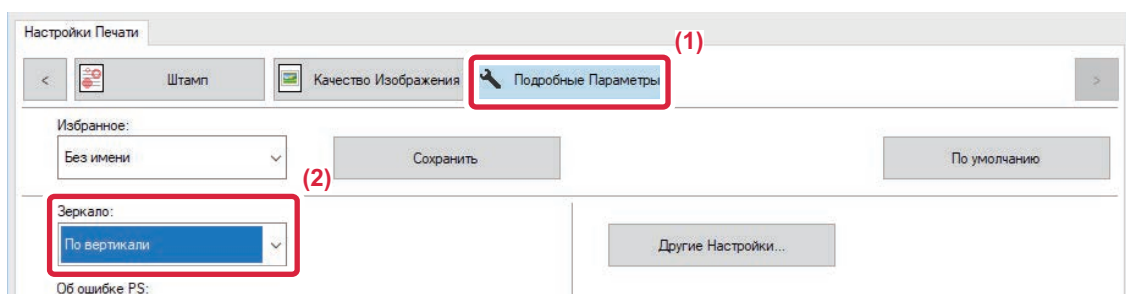 Настройки Печати
(1)
<
Штамп
Качество Изображения
Подробные Параметры
>
Избранное:
Без имени
Сохранить
По умолчанию
(2)
Зеркало:
По вертикали
Другие Настройки...
Об ошибке PS: